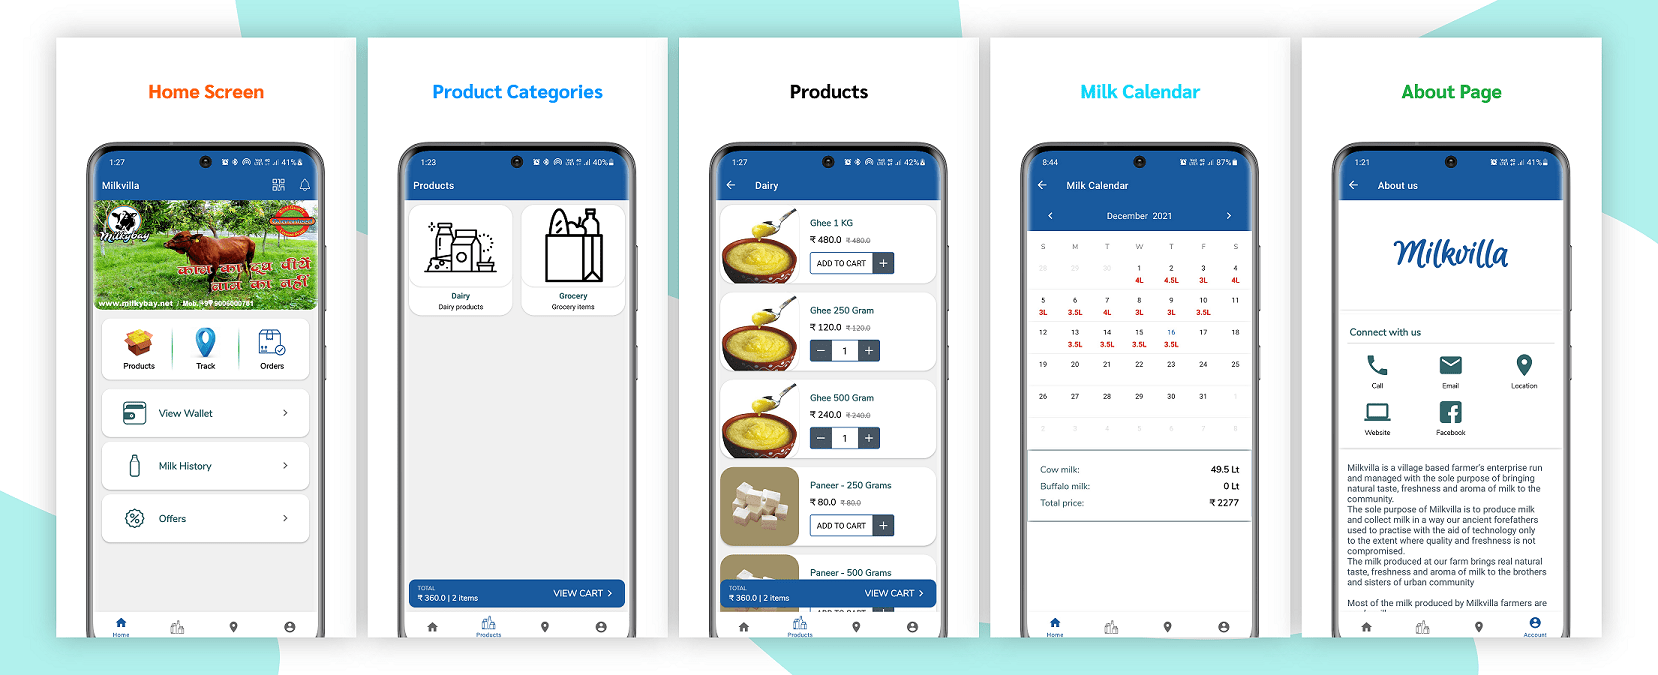 Home Screen
1:27
41%
Milkvilla
Milkybay
काला का दूध पीयें
लाल का नहीं
www.milkybay.net
Products
Track
Orders
View Wallet
Milk History
Offers
Home
Product Categories
1:23
40%
Products
Dairy
Dairy products
Grocery
Grocery items
TOTAL
₹ 360.0 | 2 items
VIEW CART
Products
Products
1:27
42%
Dairy
Ghee 1 KG
₹ 480.0 ₹ 480.0
ADD TO CART +
Ghee 250 Gram
₹ 120.0 ₹ 120.0
− 1 +
Ghee 500 Gram
₹ 240.0 ₹ 240.0
− 1 +
Paneer - 250 Grams
₹ 80.0 ₹ 80.0
ADD TO CART +
Paneer - 500 Grams
TOTAL
₹ 360.0 | 2 items
VIEW CART
Products
Milk Calendar
8:44
87%
Milk Calendar
December 2021
S M T W T F S
28 29 30 1 2 3 4
4L 4.5L 3L 4L
5 6 7 8 9 10 11
3L 3.5L 4L 3L 3L 3.5L
12 13 14 15 16 17 18
3.5L 3.5L 3.5L 3.5L
19 20 21 22 23 24 25
26 27 28 29 30 31 1
2 3 4 5 6 7 8
Cow milk: 49.5 Lt
Buffalo milk: 0 Lt
Total price: ₹ 2277
Home
About Page
1:21
41%
About us
Milkvilla
Connect with us
Call
Email
Location
Website
Facebook
Milkvilla is a village based farmer's enterprise run
and managed with the sole purpose of bringing
natural taste, freshness and aroma of milk to the
community.
The sole purpose of Milkvilla is to produce milk
and collect milk in a way our ancient forefathers
used to practise with the aid of technology only
to the extent where quality and freshness is not
compromised.
The milk produced at our farm brings real natural
taste, freshness and aroma of milk to the brothers
and sisters of urban community
Most of the milk produced by Milkvilla farmers are
Account